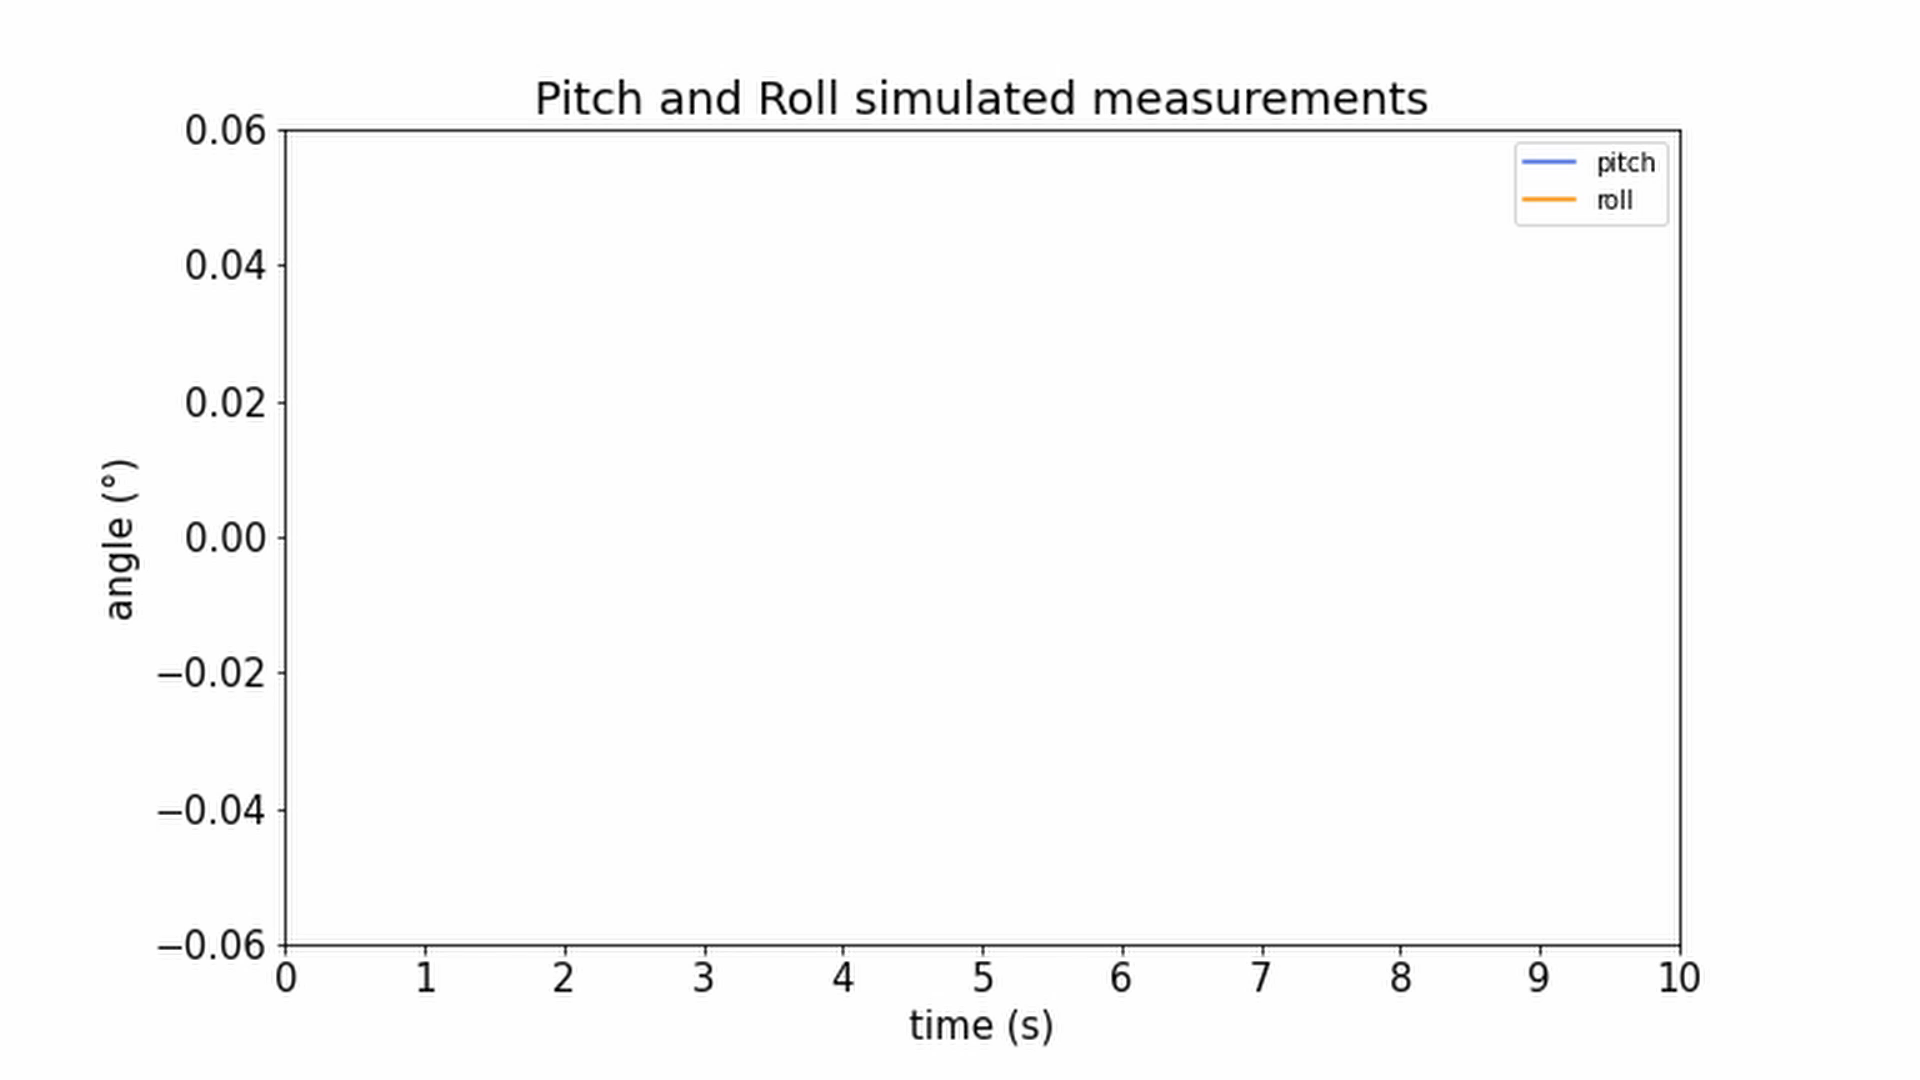 Pitch and Roll simulated measurements
pitch
roll
0.06
0.04
0.02
0.00
−0.02
−0.04
−0.06
angle (°)
0 1 2 3 4 5 6 7 8 9 10
time (s)